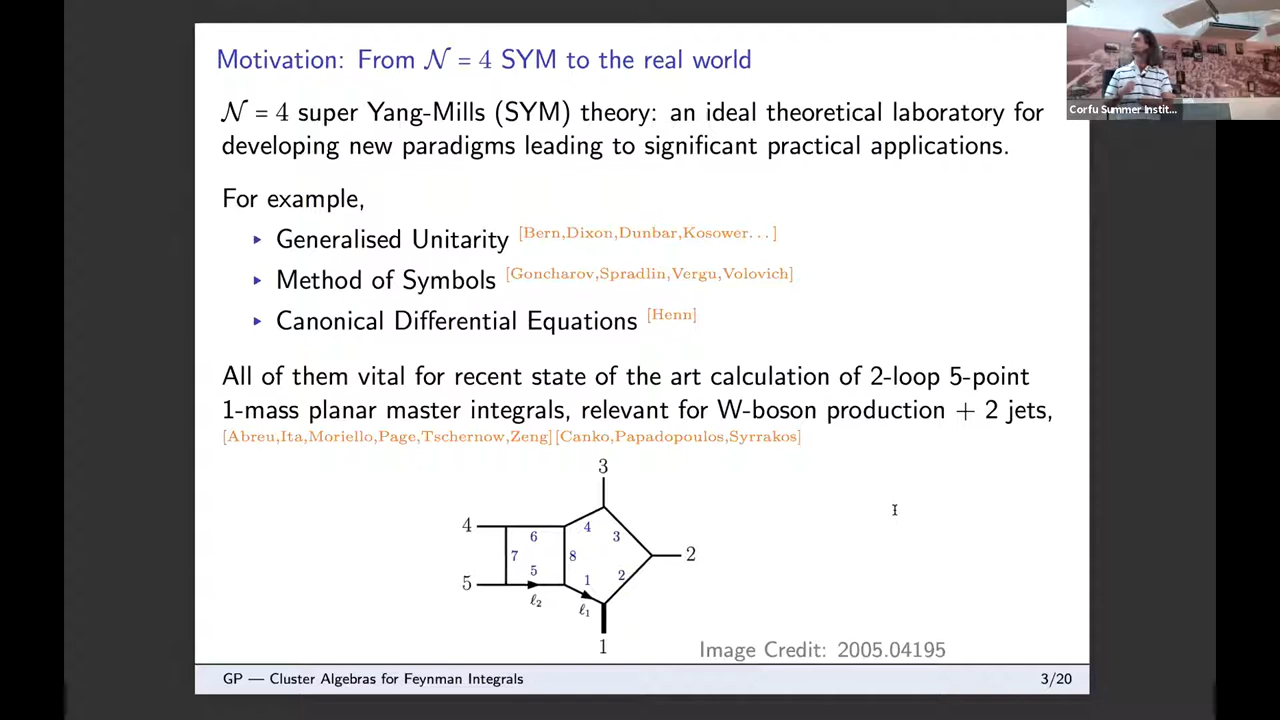 Motivation: From 𝒩 = 4 SYM to the real world
𝒩 = 4 super Yang-Mills (SYM) theory: an ideal theoretical laboratory for
developing new paradigms leading to significant practical applications.
For example,
▸ Generalised Unitarity [Bern,Dixon,Dunbar,Kosower...]
▸ Method of Symbols [Goncharov,Spradlin,Vergu,Volovich]
▸ Canonical Differential Equations [Henn]
All of them vital for recent state of the art calculation of 2-loop 5-point
1-mass planar master integrals, relevant for W-boson production + 2 jets,
[Abreu,Ita,Moriello,Page,Tschernow,Zeng][Canko,Papadopoulos,Syrrakos]
3
4
6
4
3
7
8
2
5
1
2
5
ℓ₂
ℓ₁
1
Image Credit: 2005.04195
GP — Cluster Algebras for Feynman Integrals
3/20
Corfu Summer Instit...